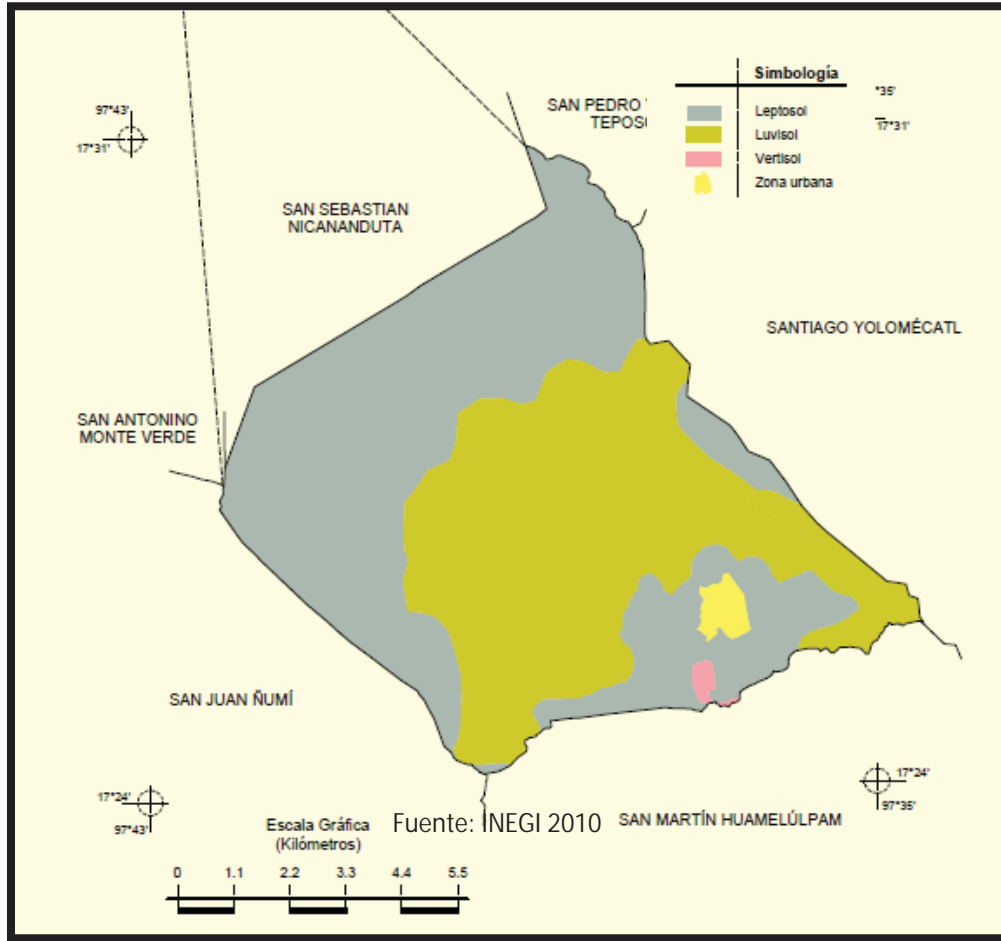 97°43'
17°31'
SAN PEDRO
TEPOS
Simbología
Leptosol
Luvisol
Vertisol
Zona urbana
°35'
17°31'
SAN SEBASTIAN
NICANANDUTA
SANTIAGO YOLOMÉCATL
SAN ANTONINO
MONTE VERDE
SAN JUAN ÑUMÍ
17°24'
97°43'
17°24'
97°35'
Escala Gráfica
(Kilómetros)
Fuente: INEGI 2010
SAN MARTÍN HUAMELÚLPAM
0 1.1 2.2 3.3 4.4 5.5